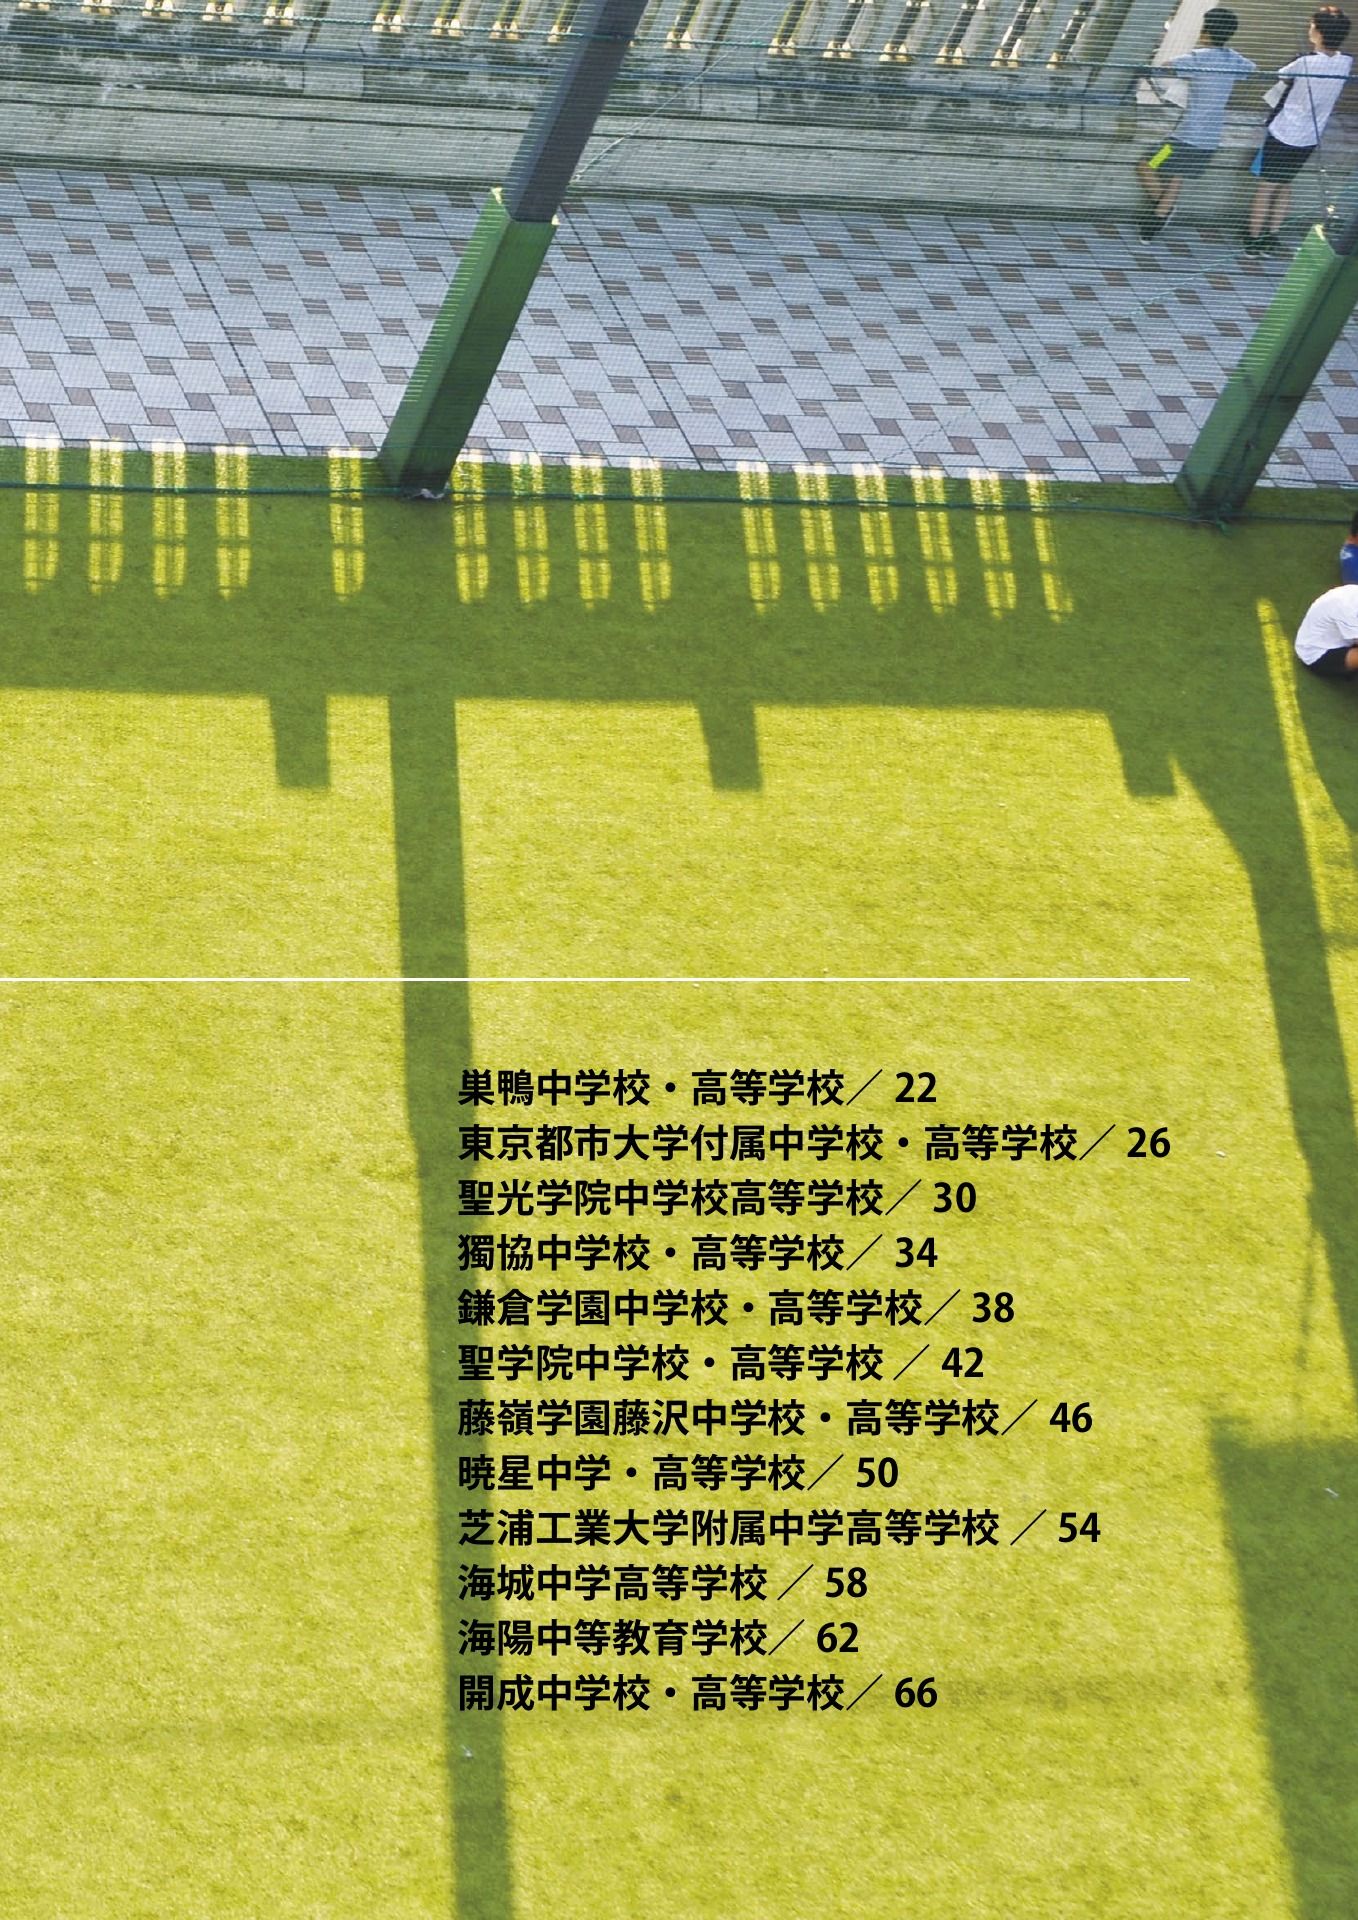 巣鴨中学校・高等学校／ 22
東京都市大学付属中学校・高等学校／ 26
聖光学院中学校高等学校／ 30
獨協中学校・高等学校／ 34
鎌倉学園中学校・高等学校／ 38
聖学院中学校・高等学校 ／ 42
藤嶺学園藤沢中学校・高等学校／ 46
暁星中学・高等学校／ 50
芝浦工業大学附属中学高等学校 ／ 54
海城中学高等学校 ／ 58
海陽中等教育学校／ 62
開成中学校・高等学校／ 66